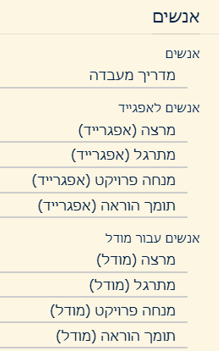 אנשים
אנשים
מדריך מעבדה
אנשים לאפגרייד
מרצה (אפגרייד)
מתרגל (אפגרייד)
מנחה פרויקט (אפגרייד)
תומך הוראה (אפגרייד)
אנשים עבור מודל
מרצה (מודל)
מתרגל (מודל)
מנחה פרויקט (מודל)
תומך הוראה (מודל)